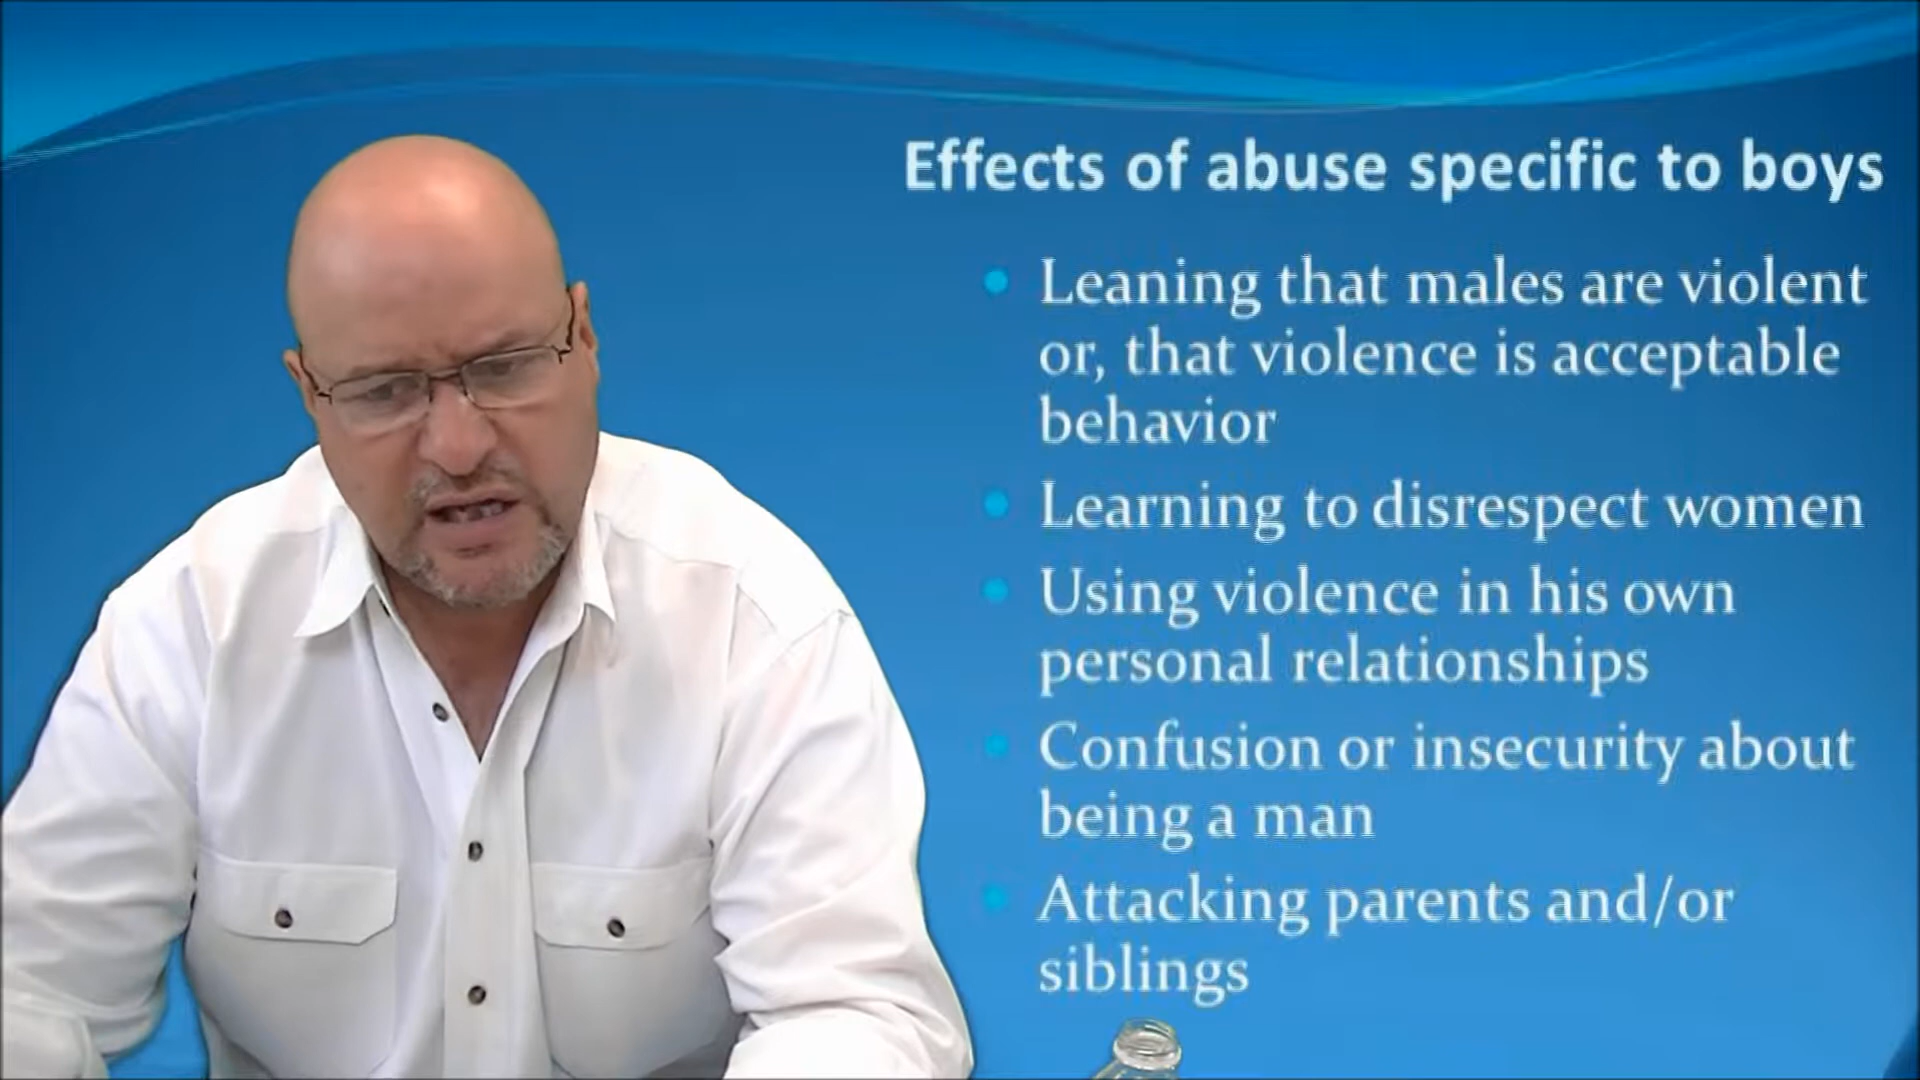 Effects of abuse specific to boys
Leaning that males are violent
or, that violence is acceptable
behavior
Learning to disrespect women
Using violence in his own
personal relationships
Confusion or insecurity about
being a man
Attacking parents and/or
siblings